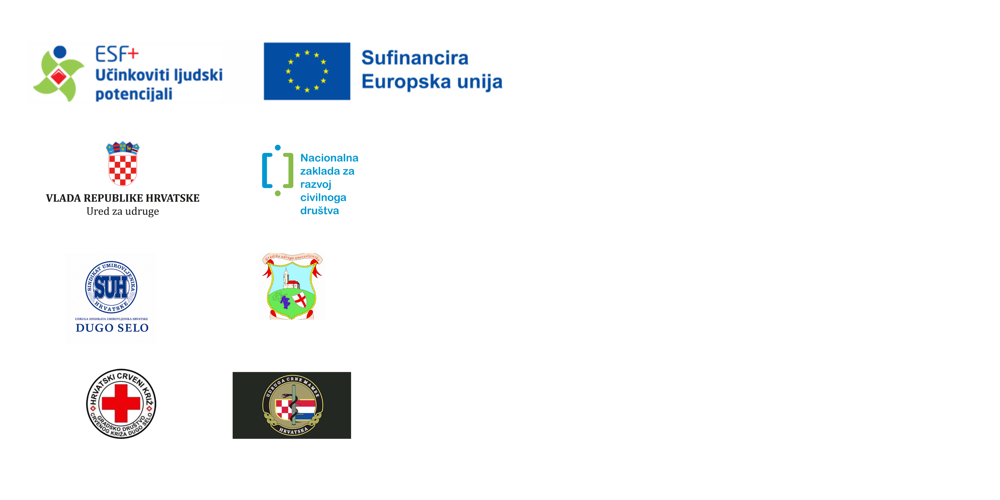 ESF+
Učinkoviti ljudski
potencijali
Sufinancira
Europska unija
VLADA REPUBLIKE HRVATSKE
Ured za udruge
Nacionalna
zaklada za
razvoj
civilnoga
društva
SINDIKAT UMIROVLJENIKA
SUH
HRVATSKE
UDRUGA SINDIKATA UMIROVLJENIKA HRVATSKE
DUGO SELO
Gradska udruga umirovljenika
HRVATSKI CRVENI KRIŽ
GRADSKO DRUŠTVO
CRVENOG KRIŽA DUGO SELO
UDRUGA CRNE MAMBE
HRVATSKA